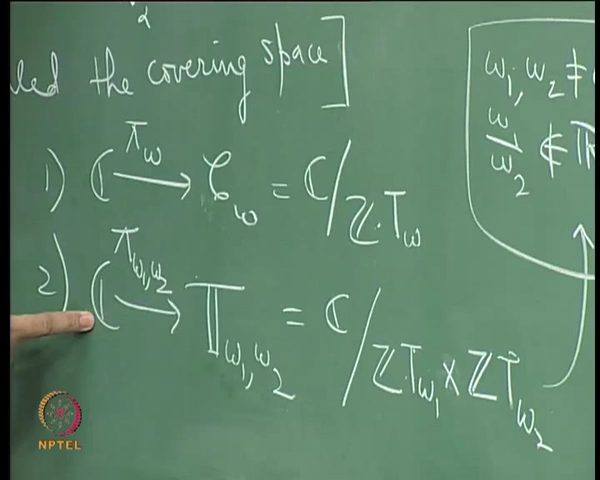 the covering space]
ω₁, ω₂ ≠
1) ℂ —π_ω→ 𝒞_ω = ℂ/ℤ·T_ω
ω₁/ω₂ ∉ ℝ
2) ℂ —π_{ω₁,ω₂}→ 𝕋_{ω₁,ω₂} = ℂ/ℤT_{ω₁} × ℤT_{ω₂}
NPTEL